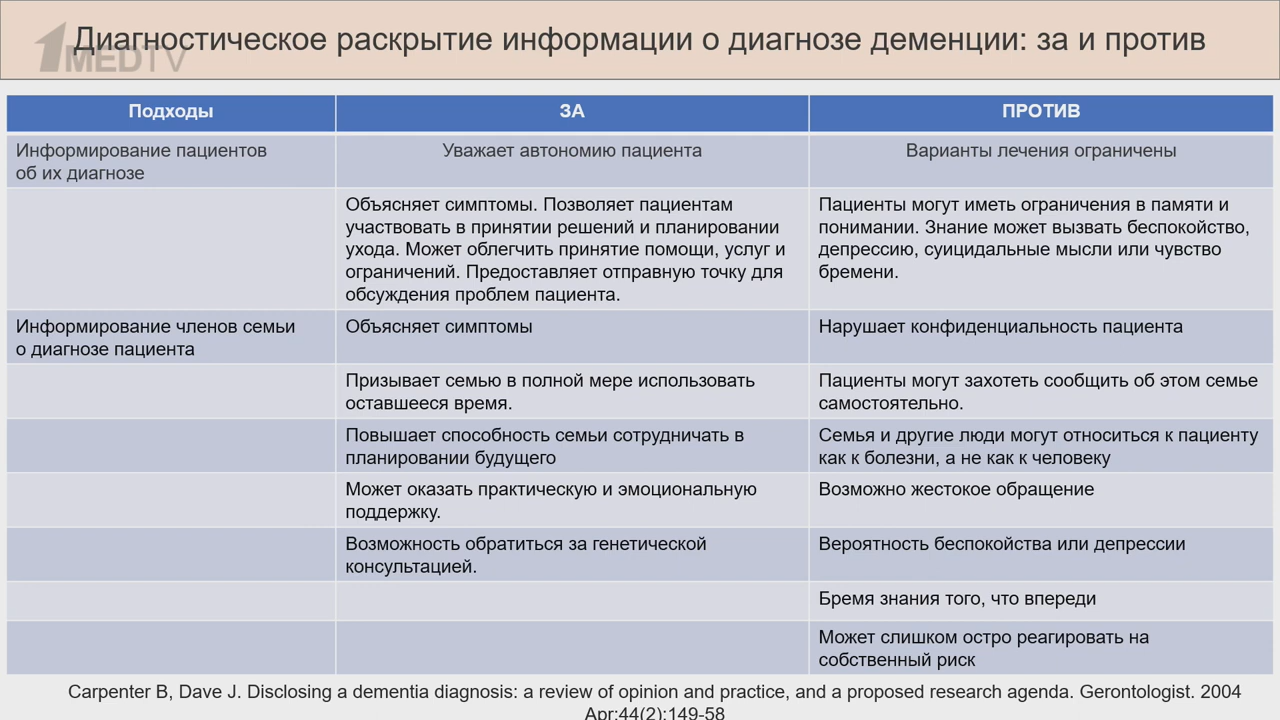 Диагностическое раскрытие информации о диагнозе деменции: за и против
1MEDTV
Подходы
ЗА
ПРОТИВ
Информирование пациентов
об их диагнозе
Уважает автономию пациента
Варианты лечения ограничены
Объясняет симптомы. Позволяет пациентам
участвовать в принятии решений и планировании
ухода. Может облегчить принятие помощи, услуг и
ограничений. Предоставляет отправную точку для
обсуждения проблем пациента.
Пациенты могут иметь ограничения в памяти и
понимании. Знание может вызвать беспокойство,
депрессию, суицидальные мысли или чувство
бремени.
Информирование членов семьи
о диагнозе пациента
Объясняет симптомы
Нарушает конфиденциальность пациента
Призывает семью в полной мере использовать
оставшееся время.
Пациенты могут захотеть сообщить об этом семье
самостоятельно.
Повышает способность семьи сотрудничать в
планировании будущего
Семья и другие люди могут относиться к пациенту
как к болезни, а не как к человеку
Может оказать практическую и эмоциональную
поддержку.
Возможно жестокое обращение
Возможность обратиться за генетической
консультацией.
Вероятность беспокойства или депрессии
Бремя знания того, что впереди
Может слишком остро реагировать на
собственный риск
Carpenter B, Dave J. Disclosing a dementia diagnosis: a review of opinion and practice, and a proposed research agenda. Gerontologist. 2004
Apr;44(2):149-58